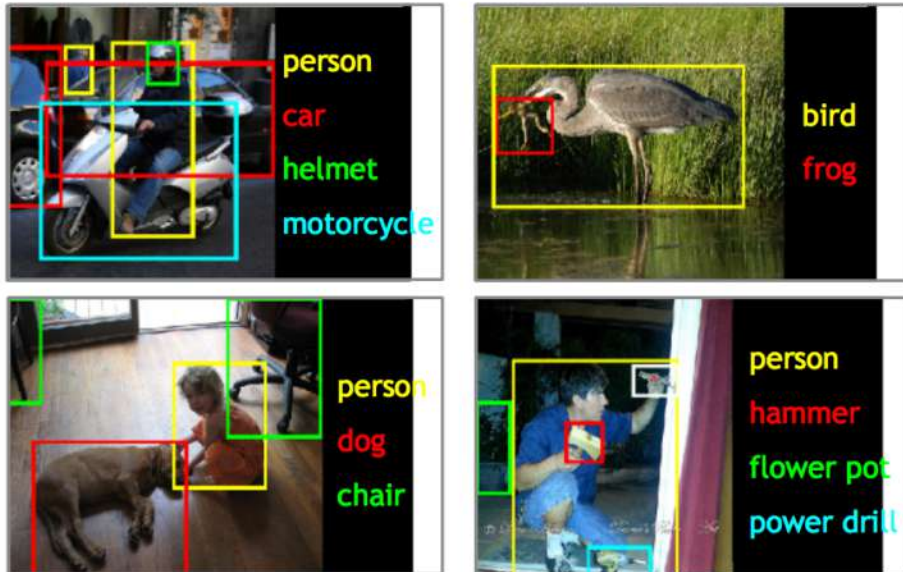 person
car
helmet
motorcycle
bird
frog
person
dog
chair
person
hammer
flower pot
power drill